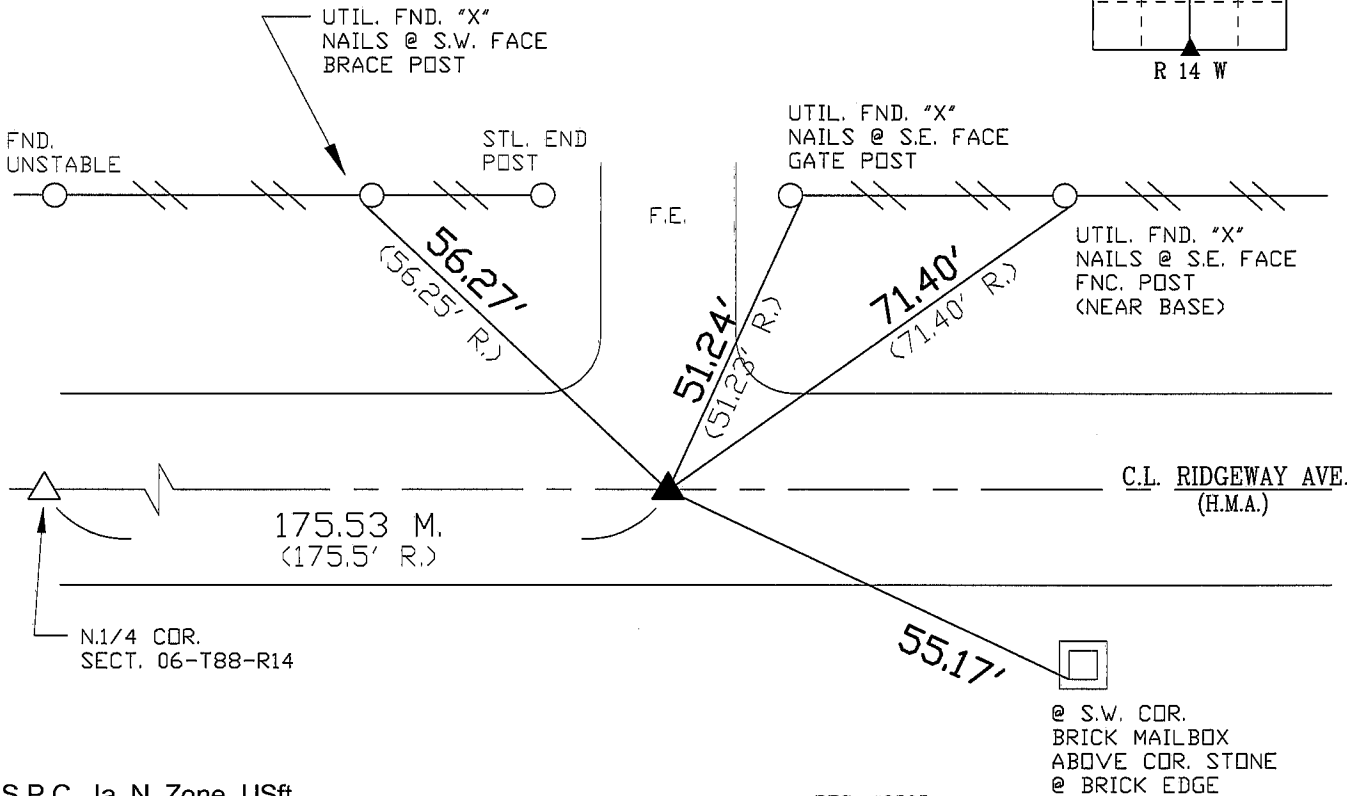 UTIL. FND. "X"
NAILS @ S.W. FACE
BRACE POST
R 14 W
FND.
UNSTABLE
STL. END
POST
UTIL. FND. "X"
NAILS @ S.E. FACE
GATE POST
F.E.
UTIL. FND. "X"
NAILS @ S.E. FACE
FNC. POST
(NEAR BASE)
56.27'
(56.25' R.)
51.24'
(51.23' R.)
71.40'
(71.40' R.)
C.L. RIDGEWAY AVE.
(H.M.A.)
175.53 M.
(175.5' R.)
N.1/4 COR.
SECT. 06-T88-R14
55.17'
@ S.W. COR.
BRICK MAILBOX
ABOVE COR. STONE
@ BRICK EDGE
S.P.C. Ia. N. Zone, USft